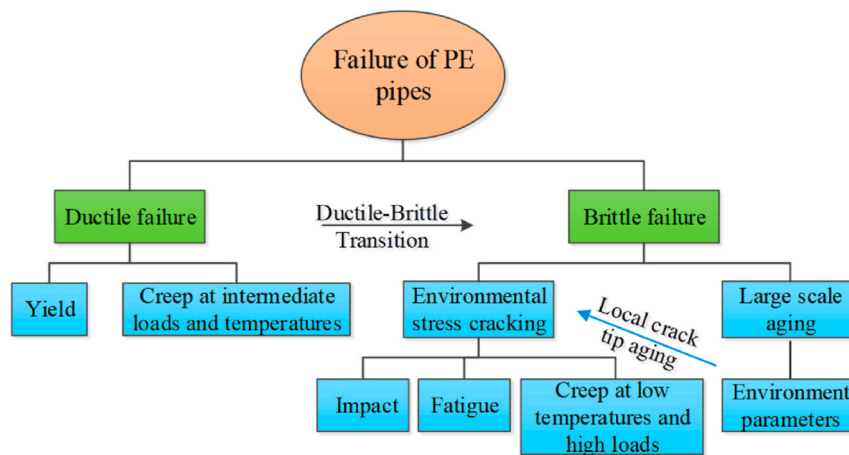 Failure of PE
pipes
Ductile failure
Ductile-Brittle
Transition
Brittle failure
Yield
Creep at intermediate
loads and temperatures
Environmental
stress cracking
Local crack
tip aging
Large scale
aging
Impact
Fatigue
Creep at low
temperatures and
high loads
Environment
parameters